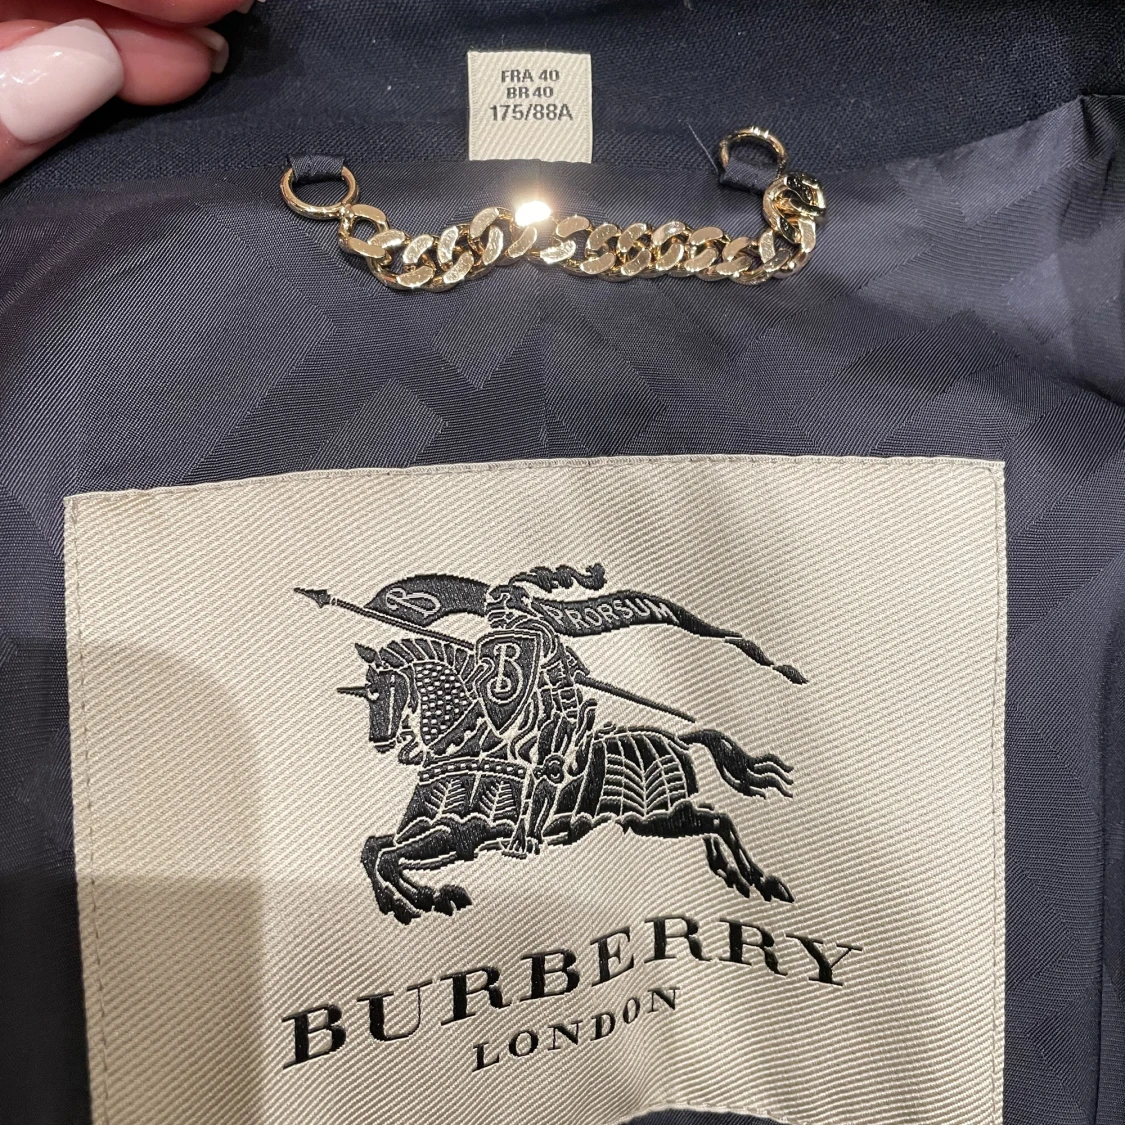 FRA 40
BR 40
175/88A
B PRORSUM
B
BURBERRY
LONDON